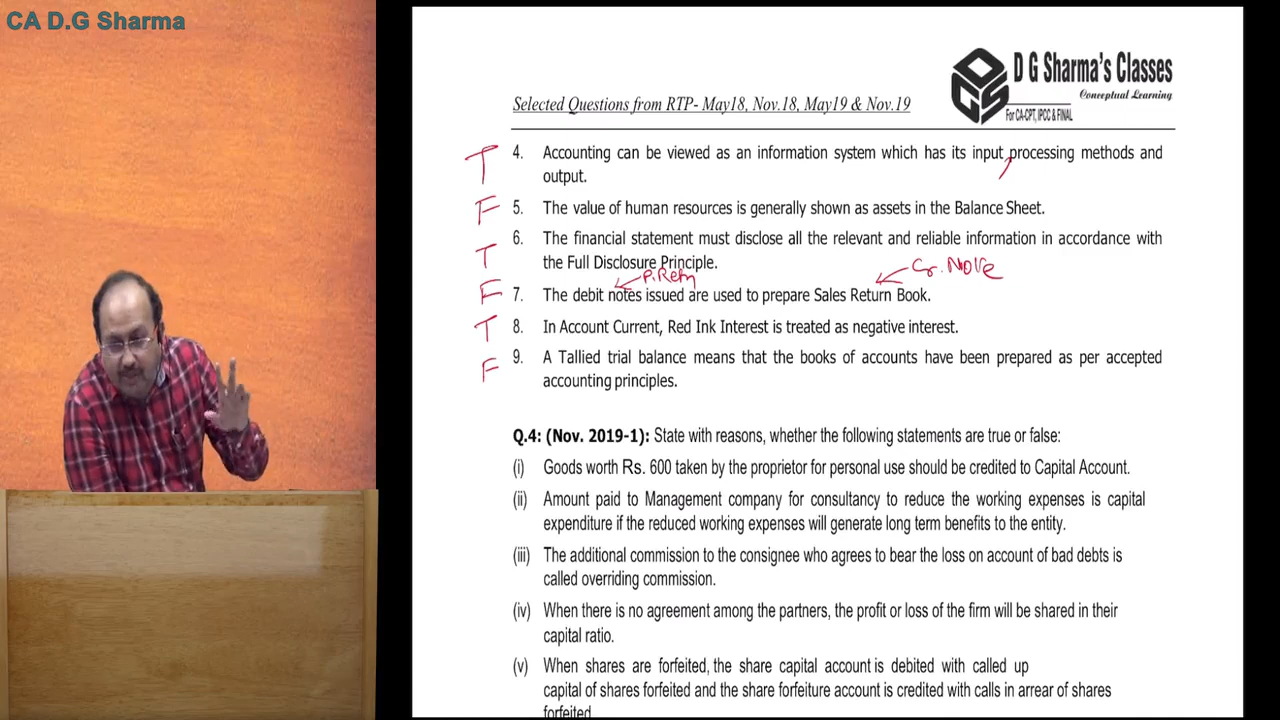 CA D.G Sharma
D G Sharma's Classes
Conceptual Learning
For CA-CPT, IPCC & FINAL
Selected Questions from RTP- May18, Nov.18, May19 & Nov.19
T 4. Accounting can be viewed as an information system which has its input, processing methods and
output.
F 5. The value of human resources is generally shown as assets in the Balance Sheet.
T 6. The financial statement must disclose all the relevant and reliable information in accordance with
the Full Disclosure Principle.
P. Retn
Cr. Note
F 7. The debit notes issued are used to prepare Sales Return Book.
T 8. In Account Current, Red Ink Interest is treated as negative interest.
F 9. A Tallied trial balance means that the books of accounts have been prepared as per accepted
accounting principles.
Q.4: (Nov. 2019-1): State with reasons, whether the following statements are true or false:
(i) Goods worth Rs. 600 taken by the proprietor for personal use should be credited to Capital Account.
(ii) Amount paid to Management company for consultancy to reduce the working expenses is capital
expenditure if the reduced working expenses will generate long term benefits to the entity.
(iii) The additional commission to the consignee who agrees to bear the loss on account of bad debts is
called overriding commission.
(iv) When there is no agreement among the partners, the profit or loss of the firm will be shared in their
capital ratio.
(v) When shares are forfeited, the share capital account is debited with called up
capital of shares forfeited and the share forfeiture account is credited with calls in arrear of shares
forfeited